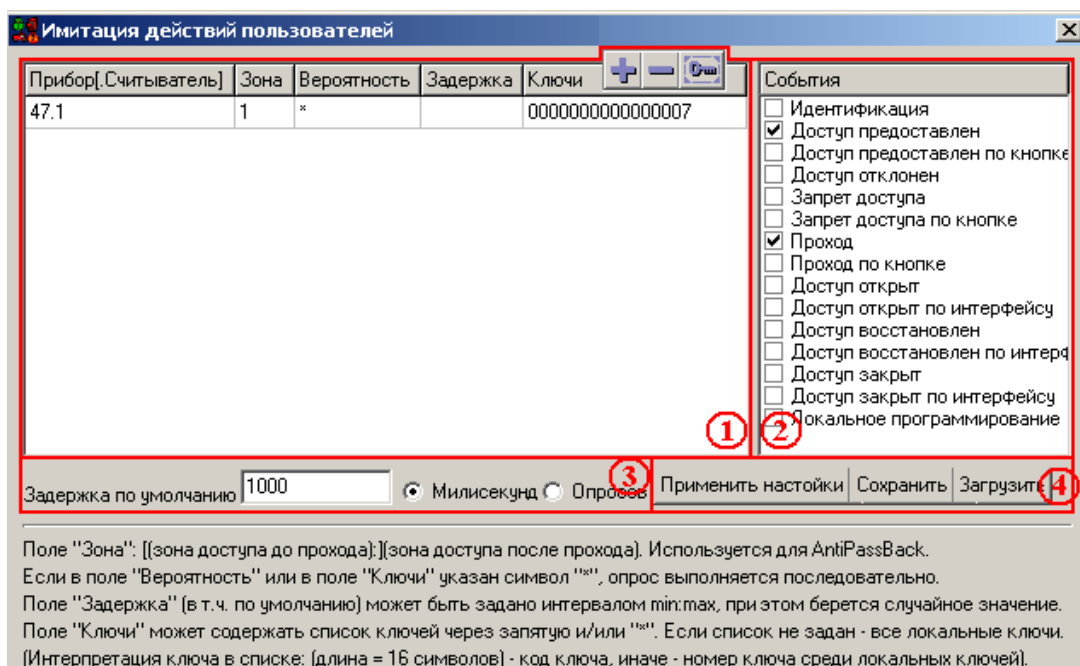 Имитация действий пользователей
Прибор[.Считыватель] Зона Вероятность Задержка Ключи
47.1 1 * 0000000000000007
События
Идентификация
Доступ предоставлен
Доступ предоставлен по кнопке
Доступ отклонен
Запрет доступа
Запрет доступа по кнопке
Проход
Проход по кнопке
Доступ открыт
Доступ открыт по интерфейсу
Доступ восстановлен
Доступ восстановлен по интерф
Доступ закрыт
Доступ закрыт по интерфейсу
Локальное программирование
1 2
Задержка по умолчанию 1000 Милисекунд Опросов 3 Применить настойки Сохранить Загрузить 4
Поле "Зона": [(зона доступа до прохода):](зона доступа после прохода). Используется для AntiPassBack.
Если в поле "Вероятность" или в поле "Ключи" указан символ "*", опрос выполняется последовательно.
Поле "Задержка" (в т.ч. по умолчанию) может быть задано интервалом min:max, при этом берется случайное значение.
Поле "Ключи" может содержать список ключей через запятую и/или "*". Если список не задан - все локальные ключи.
(Интерпретация ключа в списке: (длина = 16 символов) - код ключа, иначе - номер ключа среди локальных ключей).